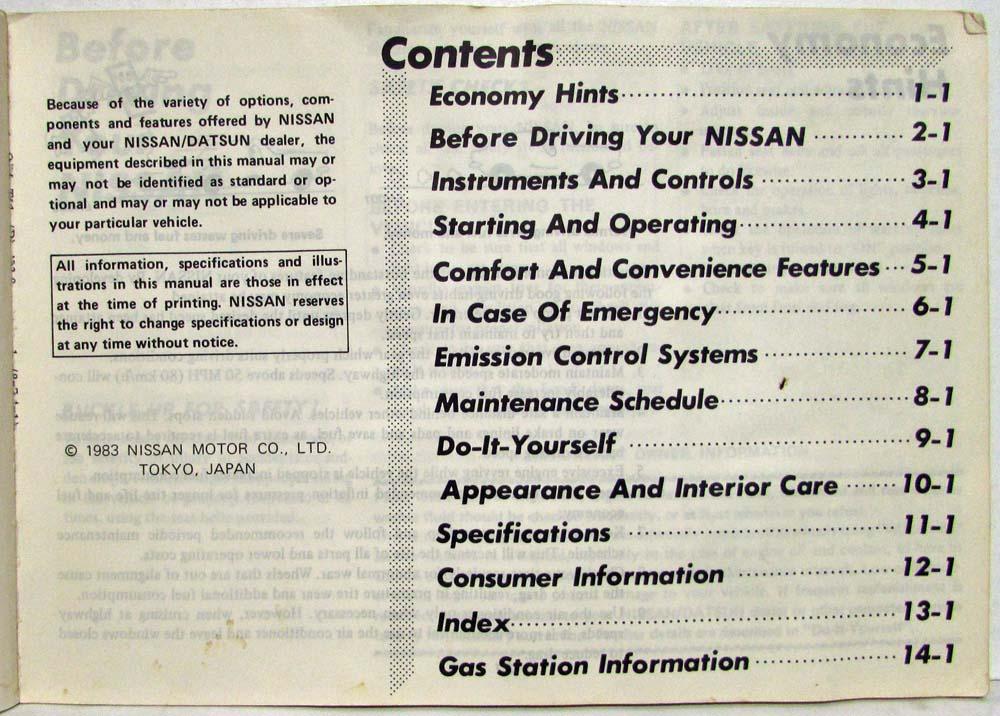 Because of the variety of options, com-
ponents and features offered by NISSAN
and your NISSAN/DATSUN dealer, the
equipment described in this manual may or
may not be identified as standard or op-
tional and may or may not be applicable to
your particular vehicle.
All information, specifications and illus-
trations in this manual are those in effect
at the time of printing. NISSAN reserves
the right to change specifications or design
at any time without notice.
© 1983 NISSAN MOTOR CO., LTD.
TOKYO, JAPAN
Contents
Economy Hints 1-1
Before Driving Your NISSAN 2-1
Instruments And Controls 3-1
Starting And Operating 4-1
Comfort And Convenience Features 5-1
In Case Of Emergency 6-1
Emission Control Systems 7-1
Maintenance Schedule 8-1
Do-It-Yourself 9-1
Appearance And Interior Care 10-1
Specifications 11-1
Consumer Information 12-1
Index 13-1
Gas Station Information 14-1